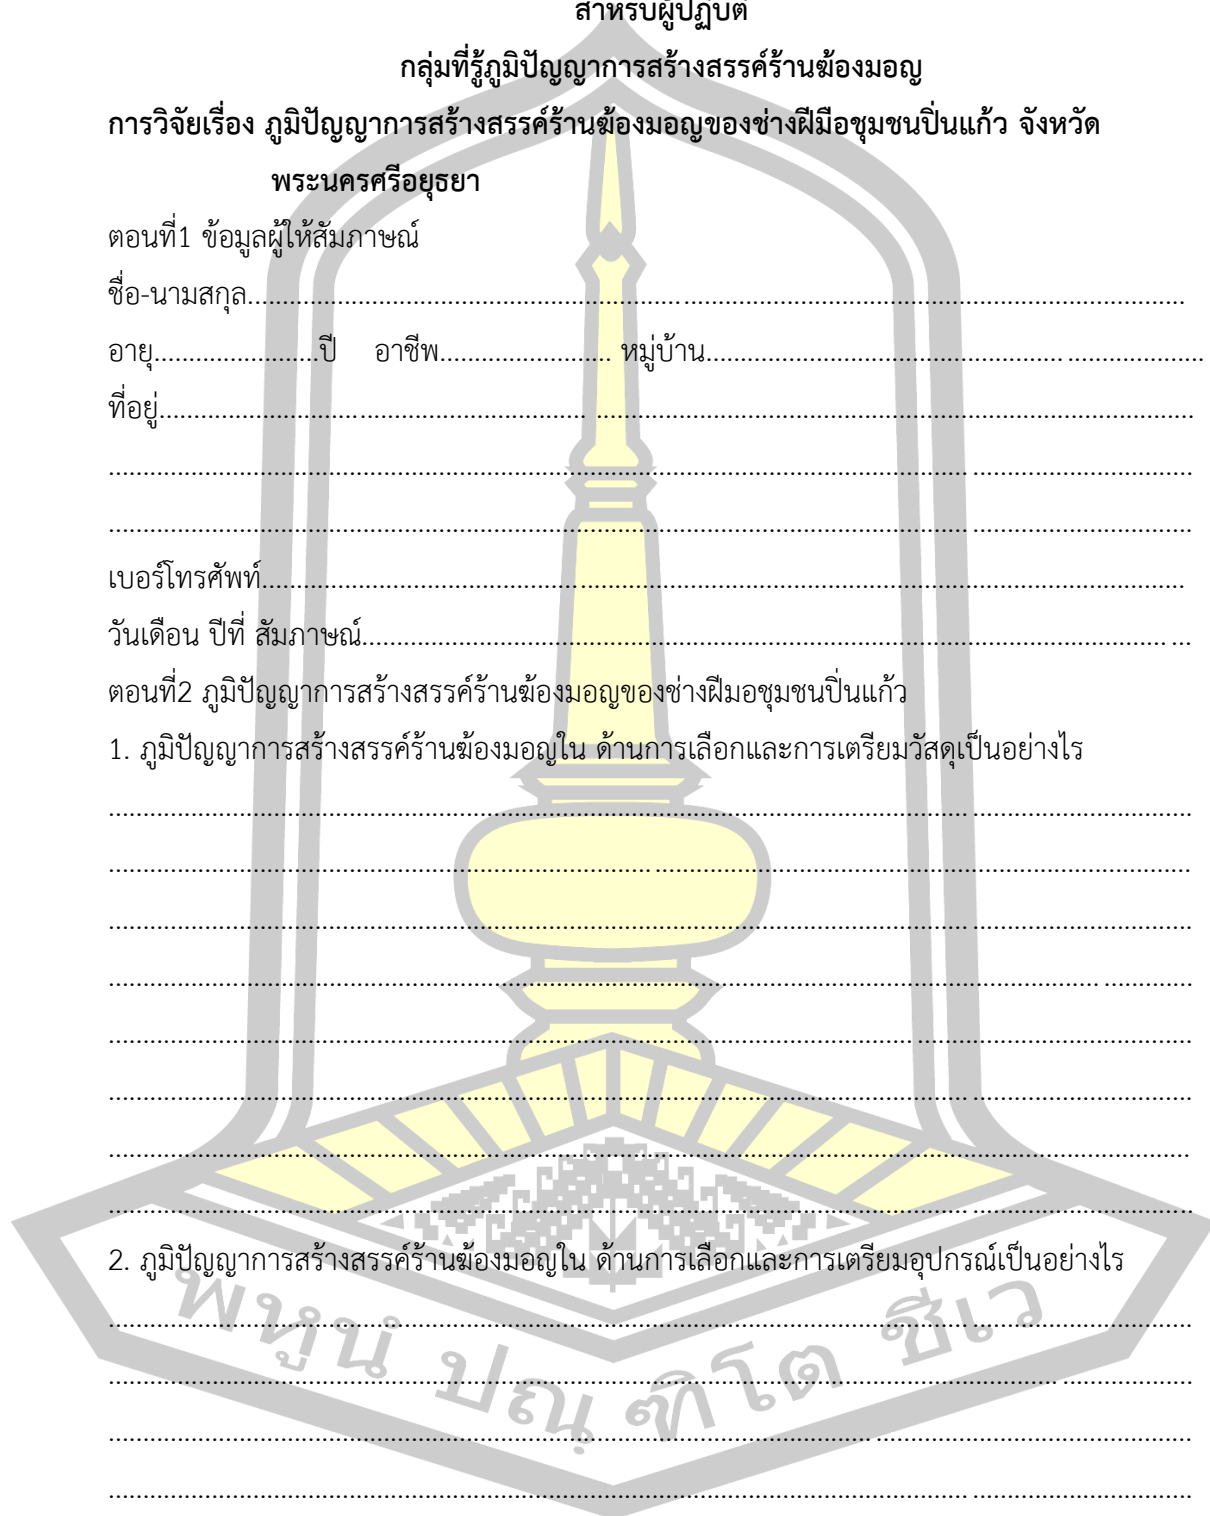 สำหรับผู้ปฏิบัติ
กลุ่มที่รู้ภูมิปัญญาการสร้างสรรค์ร้านฆ้องมอญ
การวิจัยเรื่อง ภูมิปัญญาการสร้างสรรค์ร้านฆ้องมอญของช่างฝีมือชุมชนปิ่นแก้ว จังหวัด
พระนครศรีอยุธยา
ตอนที่1 ข้อมูลผู้ให้สัมภาษณ์
ชื่อ-นามสกุล..........................................................................................................................................
อายุ........................ปี อาชีพ......................... หมู่บ้าน.........................................................................
ที่อยู่.......................................................................................................................................................
...............................................................................................................................................................
...............................................................................................................................................................
เบอร์โทรศัพท์........................................................................................................................................
วันเดือน ปีที่ สัมภาษณ์.........................................................................................................................
ตอนที่2 ภูมิปัญญาการสร้างสรรค์ร้านฆ้องมอญของช่างฝีมอชุมชนปิ่นแก้ว
1. ภูมิปัญญาการสร้างสรรค์ร้านฆ้องมอญใน ด้านการเลือกและการเตรียมวัสดุเป็นอย่างไร
...............................................................................................................................................................
...............................................................................................................................................................
...............................................................................................................................................................
...............................................................................................................................................................
...............................................................................................................................................................
...............................................................................................................................................................
...............................................................................................................................................................
...............................................................................................................................................................
2. ภูมิปัญญาการสร้างสรรค์ร้านฆ้องมอญใน ด้านการเลือกและการเตรียมอุปกรณ์เป็นอย่างไร
...............................................................................................................................................................
...............................................................................................................................................................
...............................................................................................................................................................
...............................................................................................................................................................
พหูนํ ปณฺฑิโต ชีเว